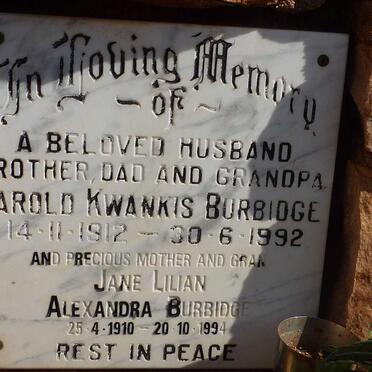 In Loving Memory
~ of ~
A BELOVED HUSBAND
ROTHER, DAD AND GRANDPA
AROLD KWANKIS BURBIDGE
14-11-1912 — 30-6-1992
AND PRECIOUS MOTHER AND GRAN
JANE LILIAN
ALEXANDRA BURBIDGE
25-4-1910 — 20-10-1994
REST IN PEACE